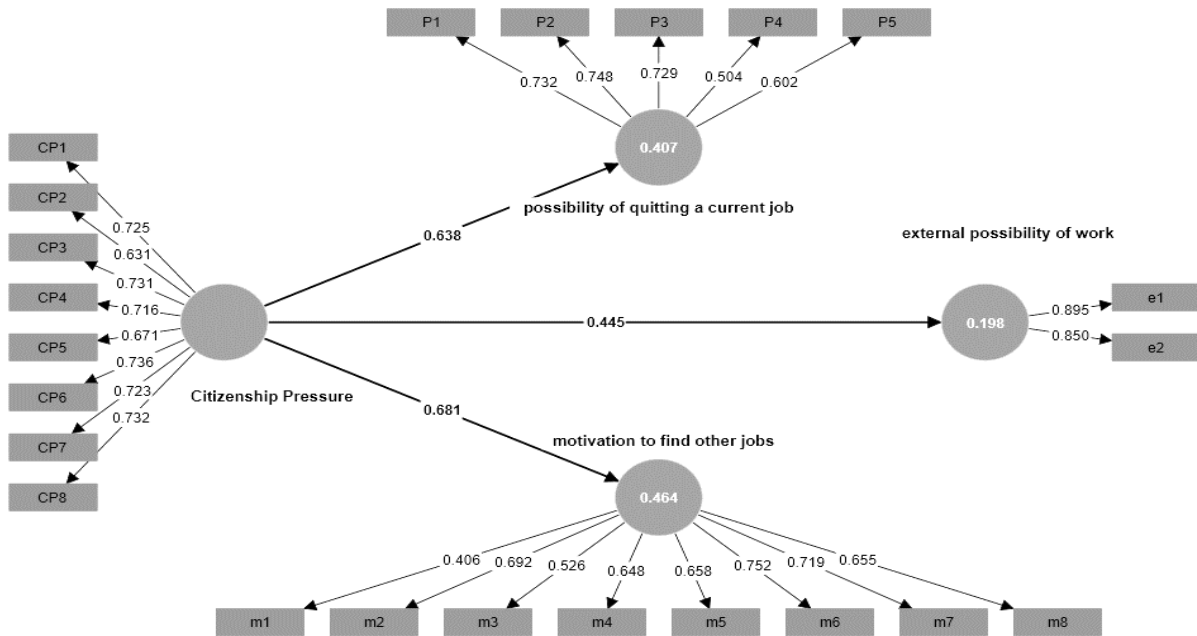 P1 P2 P3 P4 P5
0.732 0.748 0.729 0.504 0.602
0.407
possibility of quitting a current job
CP1
CP2
CP3
CP4
CP5
CP6
CP7
CP8
0.725
0.631
0.731
0.716
0.671
0.736
0.723
0.732
Citizenship Pressure
0.638
0.445
0.681
external possibility of work
0.198
0.895
0.850
e1
e2
motivation to find other jobs
0.464
0.406 0.692 0.526 0.648 0.658 0.752 0.719 0.655
m1 m2 m3 m4 m5 m6 m7 m8